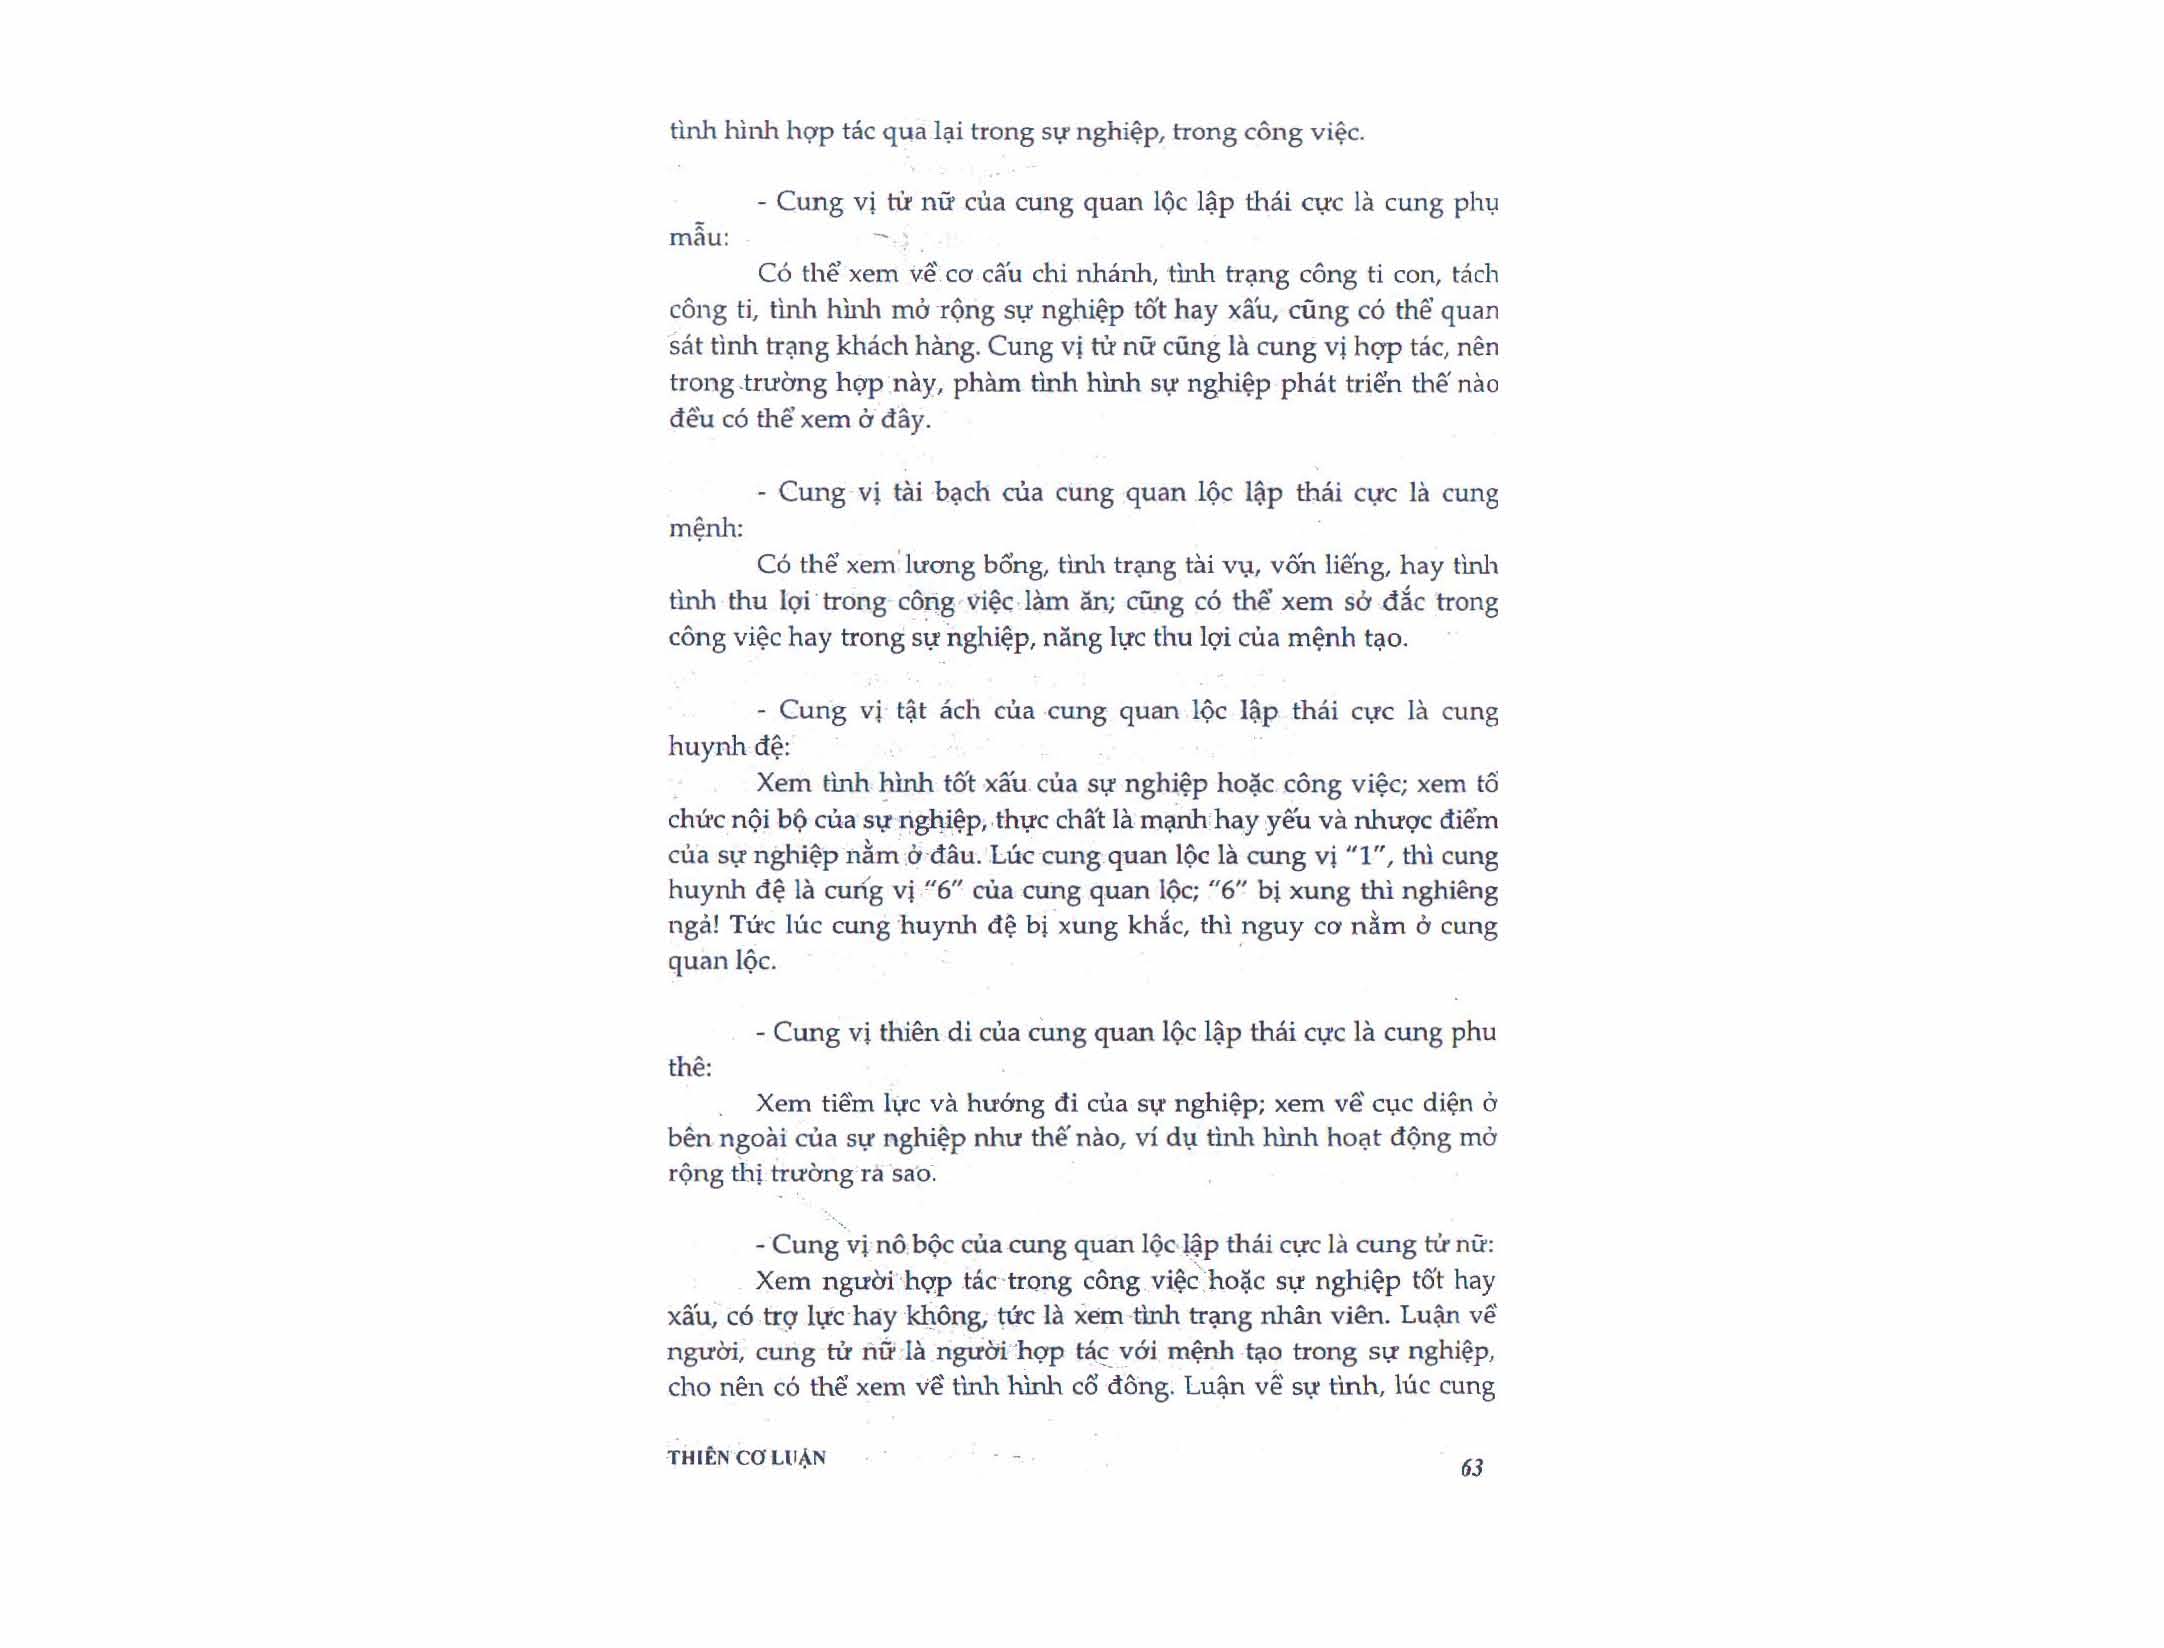 tình hình hợp tác qua lại trong sự nghiệp, trong công việc.
- Cung vị tử nữ của cung quan lộc lập thái cực là cung phụ
mẫu:
Có thể xem về cơ cấu chi nhánh, tình trạng công ti con, tách
công ti, tình hình mở rộng sự nghiệp tốt hay xấu, cũng có thể quan
sát tình trạng khách hàng. Cung vị tử nữ cũng là cung vị hợp tác, nên
trong trường hợp này, phàm tình hình sự nghiệp phát triển thế nào
đều có thể xem ở đây.
- Cung vị tài bạch của cung quan lộc lập thái cực là cung
mệnh:
Có thể xem lương bổng, tình trạng tài vụ, vốn liếng, hay tình
tình thu lợi trong công việc làm ăn; cũng có thể xem sở đắc trong
công việc hay trong sự nghiệp, năng lực thu lợi của mệnh tạo.
- Cung vị tật ách của cung quan lộc lập thái cực là cung
huynh đệ:
Xem tình hình tốt xấu của sự nghiệp hoặc công việc; xem tổ
chức nội bộ của sự nghiệp, thực chất là mạnh hay yếu và nhược điểm
của sự nghiệp nằm ở đâu. Lúc cung quan lộc là cung vị "1", thì cung
huynh đệ là cung vị "6" của cung quan lộc; "6" bị xung thì nghiêng
ngả! Tức lúc cung huynh đệ bị xung khắc, thì nguy cơ nằm ở cung
quan lộc.
- Cung vị thiên di của cung quan lộc lập thái cực là cung phu
thê:
Xem tiềm lực và hướng đi của sự nghiệp; xem về cục diện ở
bên ngoài của sự nghiệp như thế nào, ví dụ tình hình hoạt động mở
rộng thị trường ra sao.
- Cung vị nô bộc của cung quan lộc lập thái cực là cung tử nữ:
Xem người hợp tác trong công việc hoặc sự nghiệp tốt hay
xấu, có trợ lực hay không, tức là xem tình trạng nhân viên. Luận về
người, cung tử nữ là người hợp tác với mệnh tạo trong sự nghiệp,
cho nên có thể xem về tình hình cổ đông. Luận về sự tình, lúc cung
THIÊN CƠ LUẬN
63